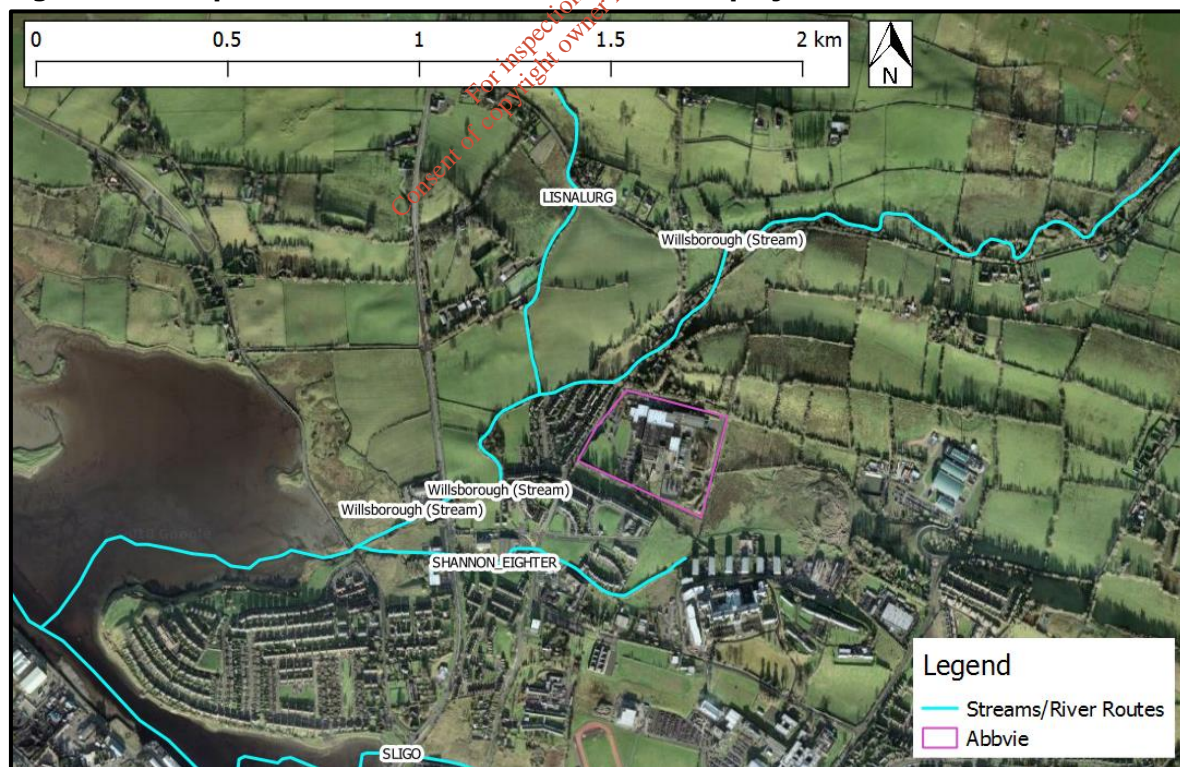 For inspection
Consent of copyright owner
0 0.5 1 1.5 2 km
N
LISNALURG
Willsborough (Stream)
Willsborough (Stream)
Willsborough (Stream)
SHANNON_EIGHTER
SLIGO
Legend
Streams/River Routes
Abbvie